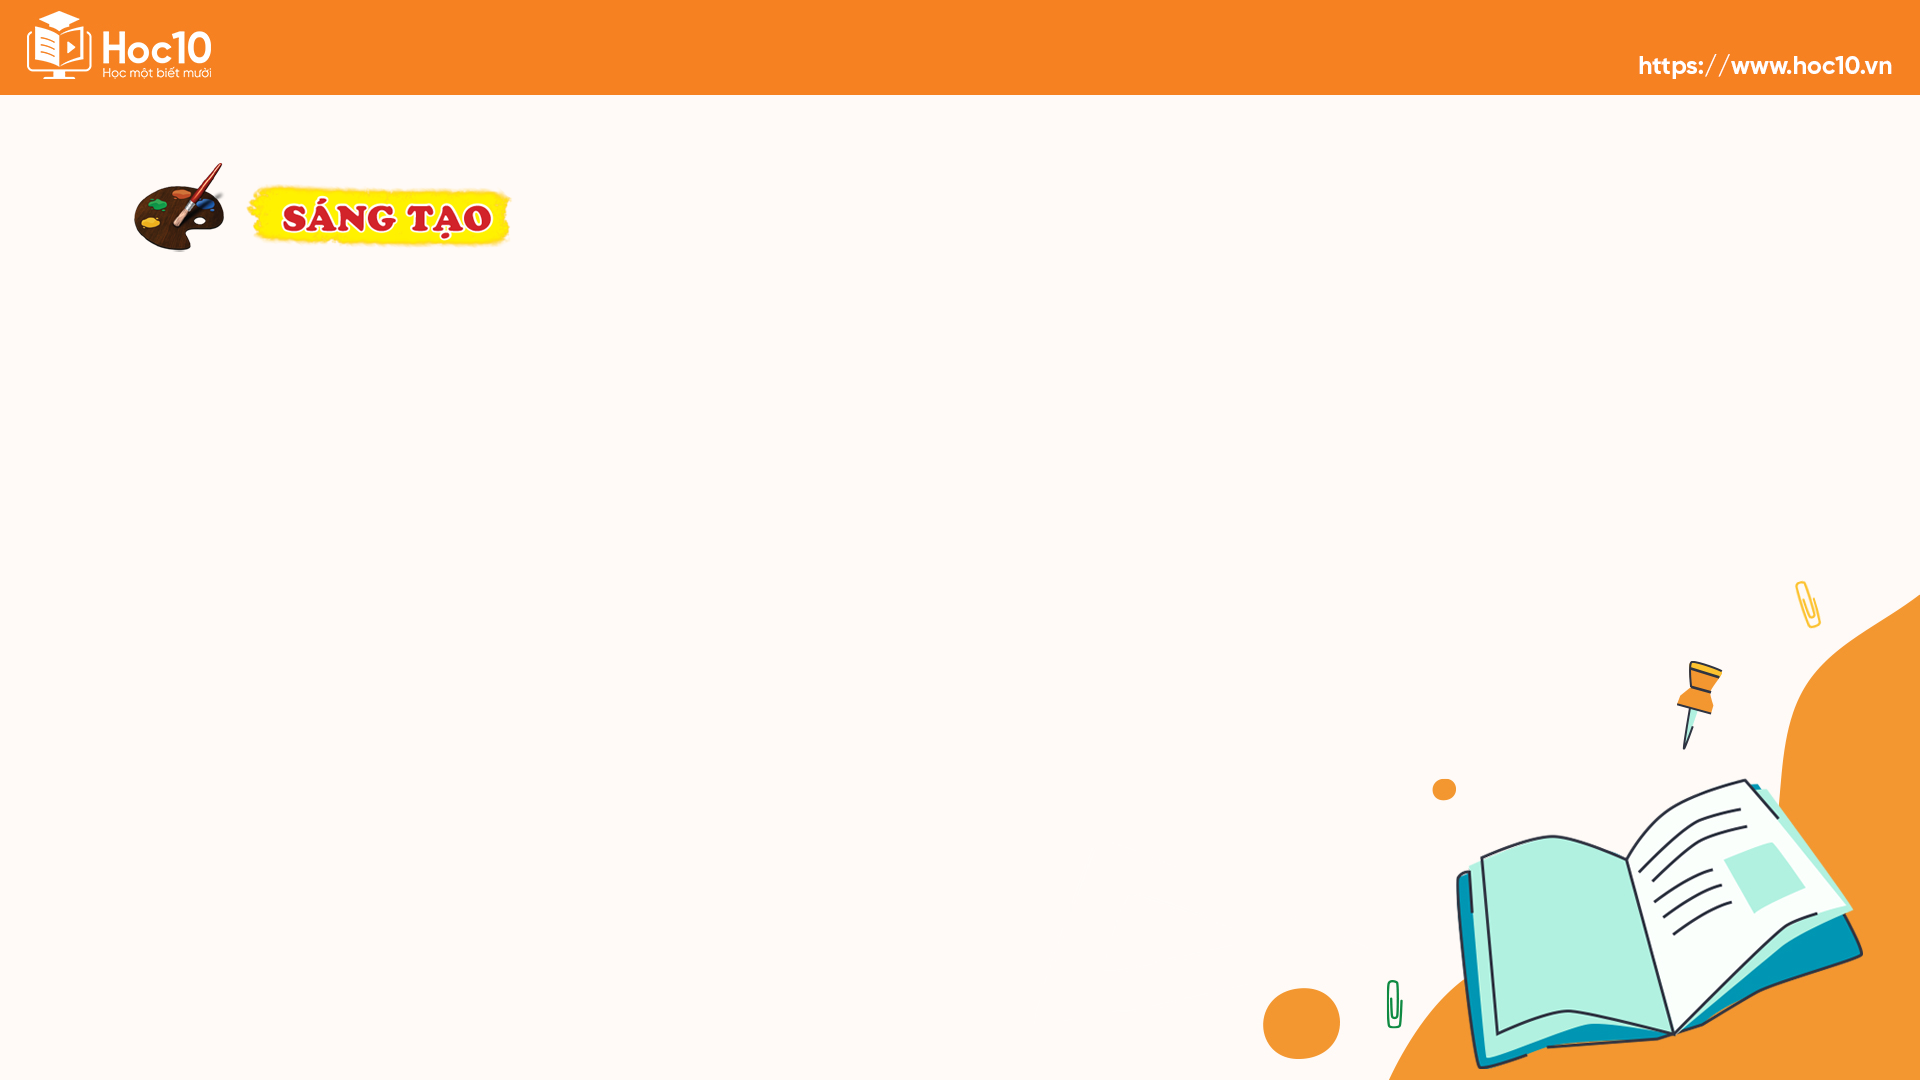 Hoc10
Học một biết mười
https://www.hoc10.vn
SÁNG TẠO